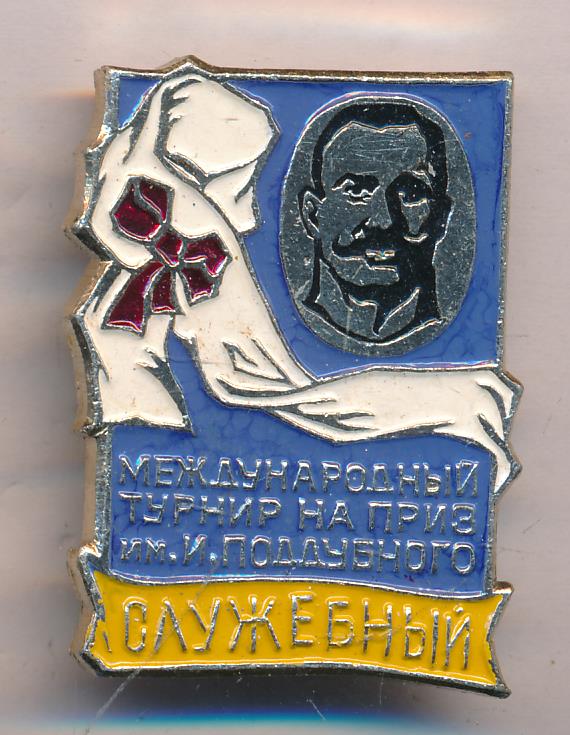 МЕЖДУНАРОДНЫЙ
ТУРНИР НА ПРИЗ
им. И. ПОДДУБНОГО
СЛУЖЕБНЫЙ